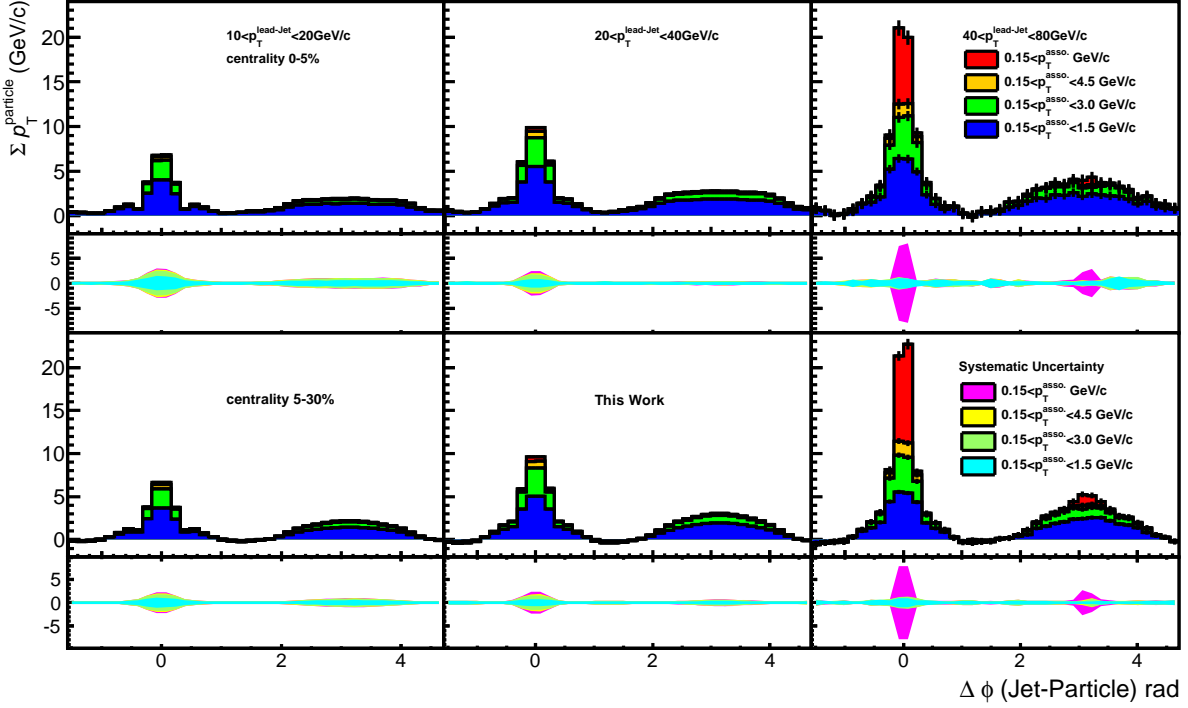 Σ p_T^particle (GeV/c)
10<p_T^lead-Jet<20GeV/c
centrality 0-5%
20<p_T^lead-Jet<40GeV/c
40<p_T^lead-Jet<80GeV/c
0.15<p_T^asso. GeV/c
0.15<p_T^asso.<4.5 GeV/c
0.15<p_T^asso.<3.0 GeV/c
0.15<p_T^asso.<1.5 GeV/c
20
15
10
5
0
5
0
-5
centrality 5-30%
This Work
Systematic Uncertainty
0.15<p_T^asso. GeV/c
0.15<p_T^asso.<4.5 GeV/c
0.15<p_T^asso.<3.0 GeV/c
0.15<p_T^asso.<1.5 GeV/c
20
15
10
5
0
5
0
-5
0 2 4 0 2 4 0 2 4
Δ ϕ (Jet-Particle) rad